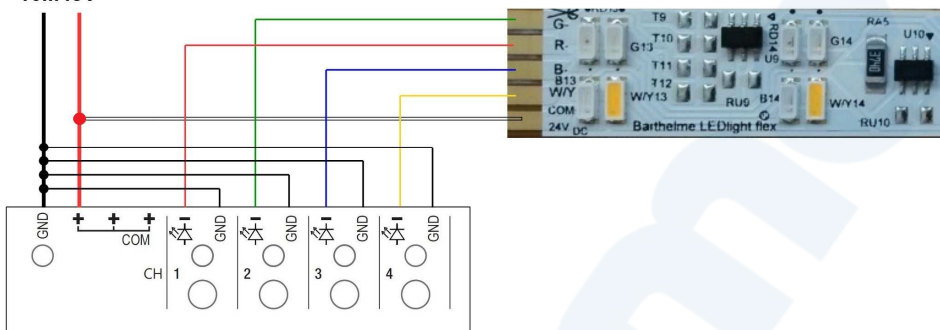 G-
R-
B-
B13
W/Y
COM
24V DC
T9
T10
T11
T12
G13
W/Y13
RU9
RD14
U9
G14
B14
W/Y14
RA5
3740
U10
RU10
Barthelme LEDlight flex
GND
+ + +
COM
CH
1
- GND
2
- GND
3
- GND
4
- GND